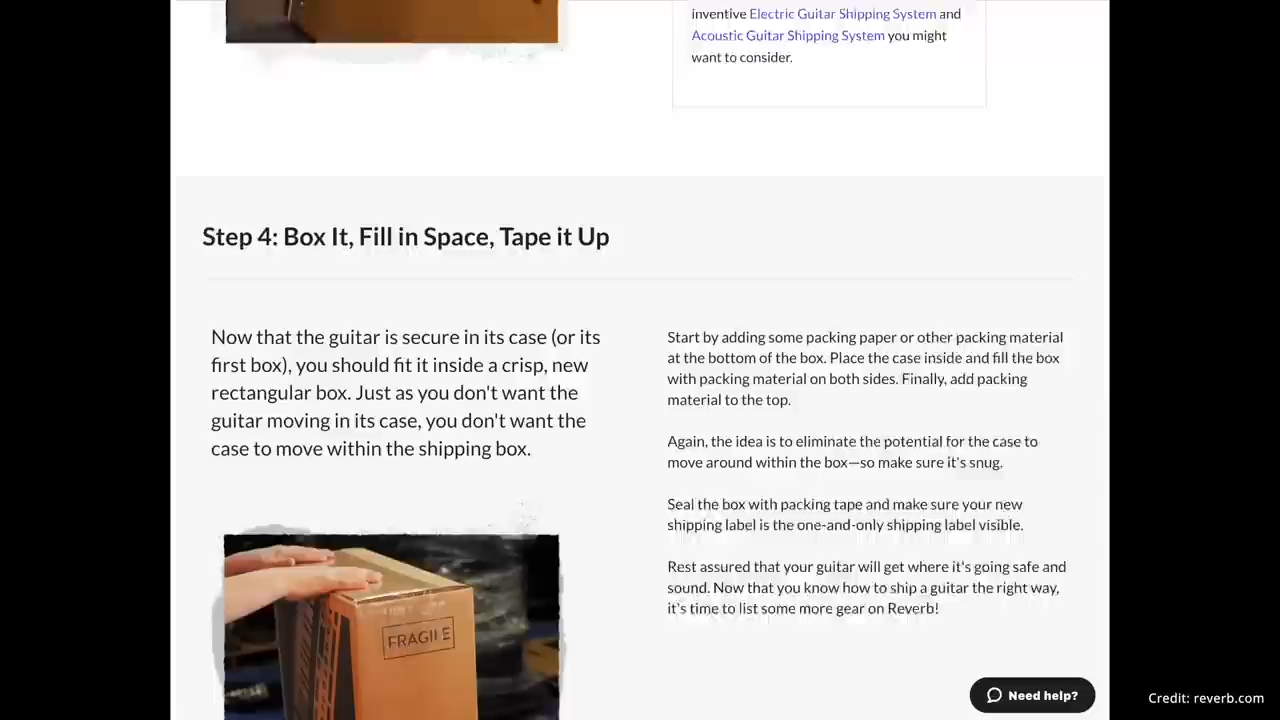 inventive Electric Guitar Shipping System and
Acoustic Guitar Shipping System you might
want to consider.
Step 4: Box It, Fill in Space, Tape it Up
Now that the guitar is secure in its case (or its
first box), you should fit it inside a crisp, new
rectangular box. Just as you don't want the
guitar moving in its case, you don't want the
case to move within the shipping box.
Start by adding some packing paper or other packing material
at the bottom of the box. Place the case inside and fill the box
with packing material on both sides. Finally, add packing
material to the top.
Again, the idea is to eliminate the potential for the case to
move around within the box—so make sure it's snug.
Seal the box with packing tape and make sure your new
shipping label is the one-and-only shipping label visible.
Rest assured that your guitar will get where it's going safe and
sound. Now that you know how to ship a guitar the right way,
it's time to list some more gear on Reverb!
FRAGILE
Need help?
Credit: reverb.com